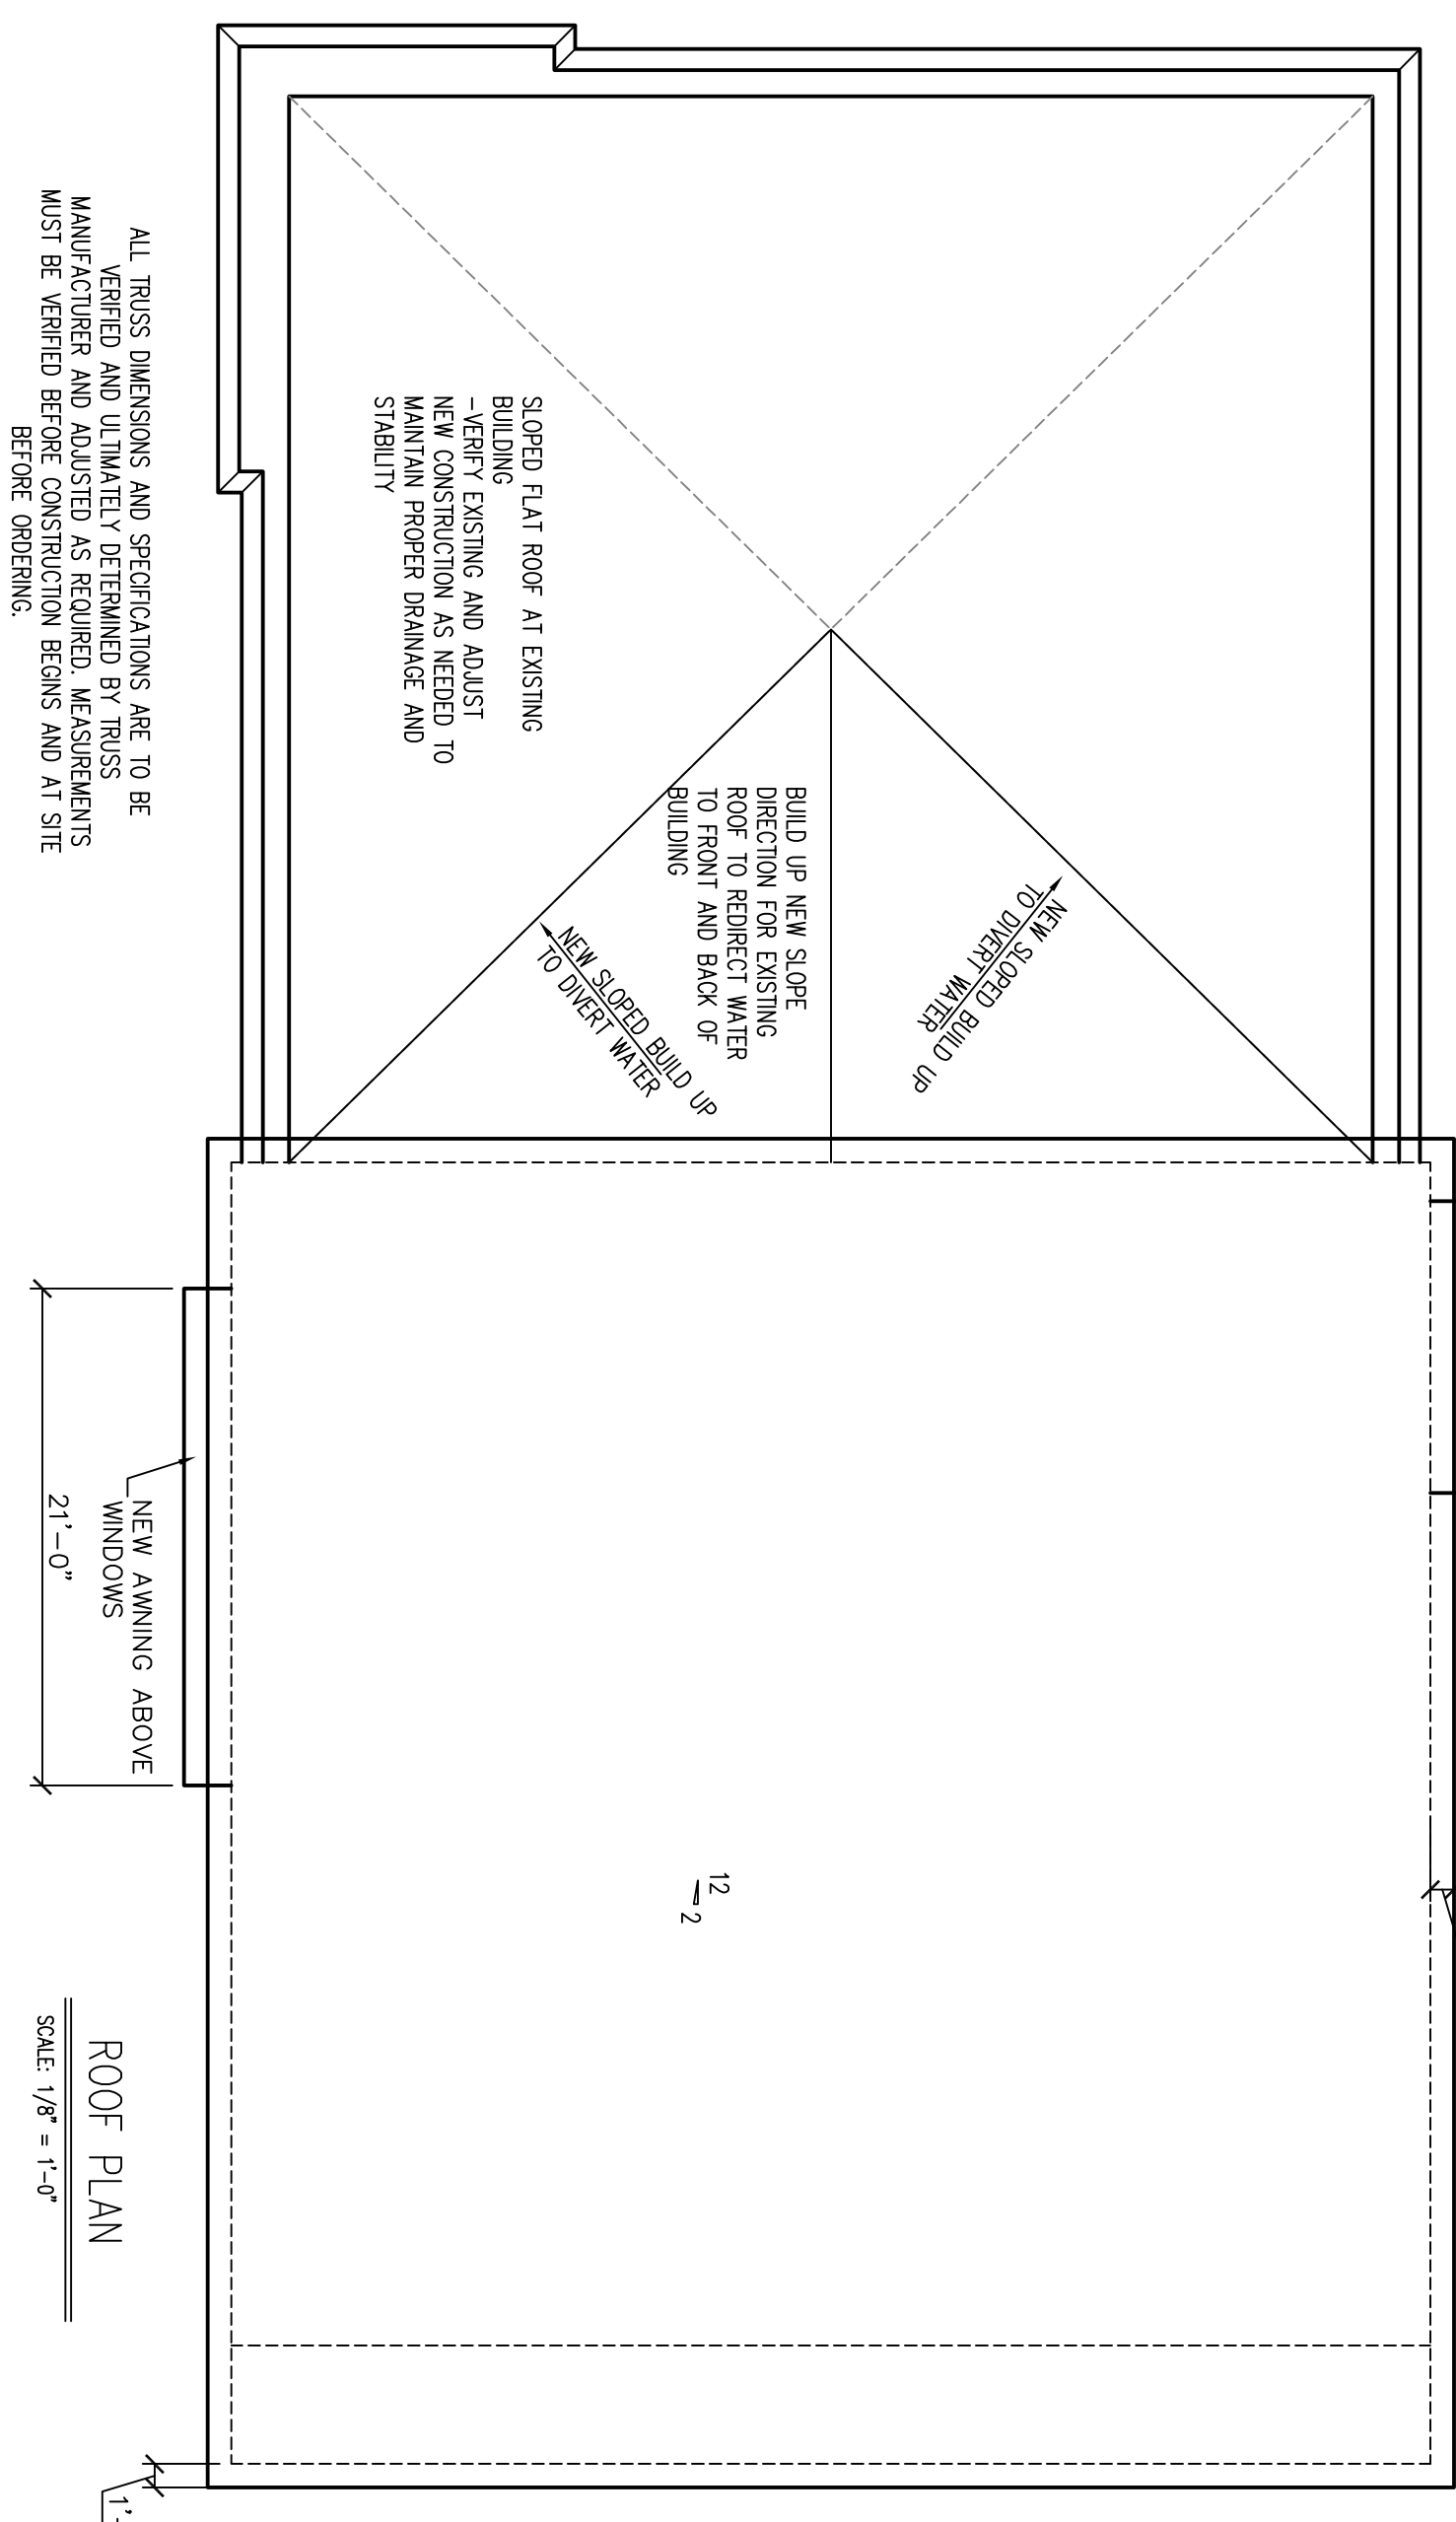 SLOPED FLAT ROOF AT EXISTING
BUILDING
-VERIFY EXISTING AND ADJUST
NEW CONSTRUCTION AS NEEDED TO
MAINTAIN PROPER DRAINAGE AND
STABILITY
BUILD UP NEW SLOPE
DIRECTION FOR EXISTING
ROOF TO REDIRECT WATER
TO FRONT AND BACK OF
BUILDING
NEW SLOPED BUILD UP
TO DIVERT WATER
NEW SLOPED BUILD UP
TO DIVERT WATER
12
2
ALL TRUSS DIMENSIONS AND SPECIFICATIONS ARE TO BE
VERIFIED AND ULTIMATELY DETERMINED BY TRUSS
MANUFACTURER AND ADJUSTED AS REQUIRED. MEASUREMENTS
MUST BE VERIFIED BEFORE CONSTRUCTION BEGINS AND AT SITE
BEFORE ORDERING.
NEW AWNING ABOVE
WINDOWS
21'-0"
ROOF PLAN
SCALE: 1/8" = 1'-0"